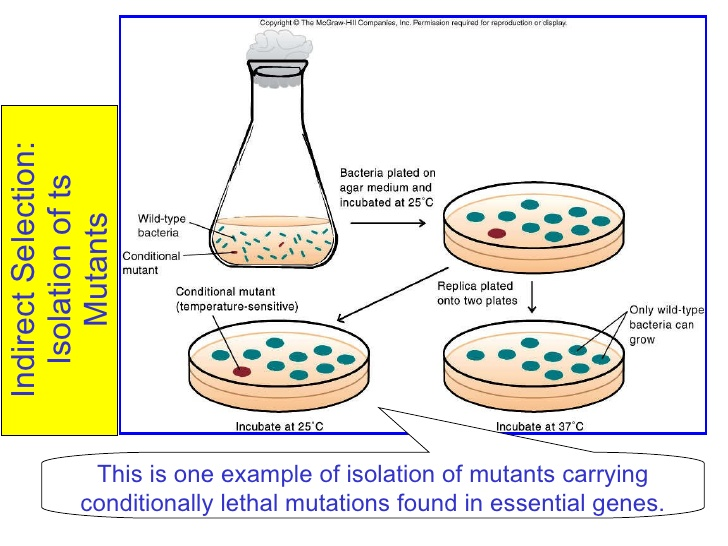 Copyright © The McGraw-Hill Companies, Inc. Permission required for reproduction or display.
Indirect Selection:
Isolation of ts
Mutants
Bacteria plated on
agar medium and
incubated at 25°C
Wild-type
bacteria
Conditional
mutant
Conditional mutant
(temperature-sensitive)
Replica plated
onto two plates
Only wild-type
bacteria can
grow
Incubate at 25°C
Incubate at 37°C
This is one example of isolation of mutants carrying
conditionally lethal mutations found in essential genes.